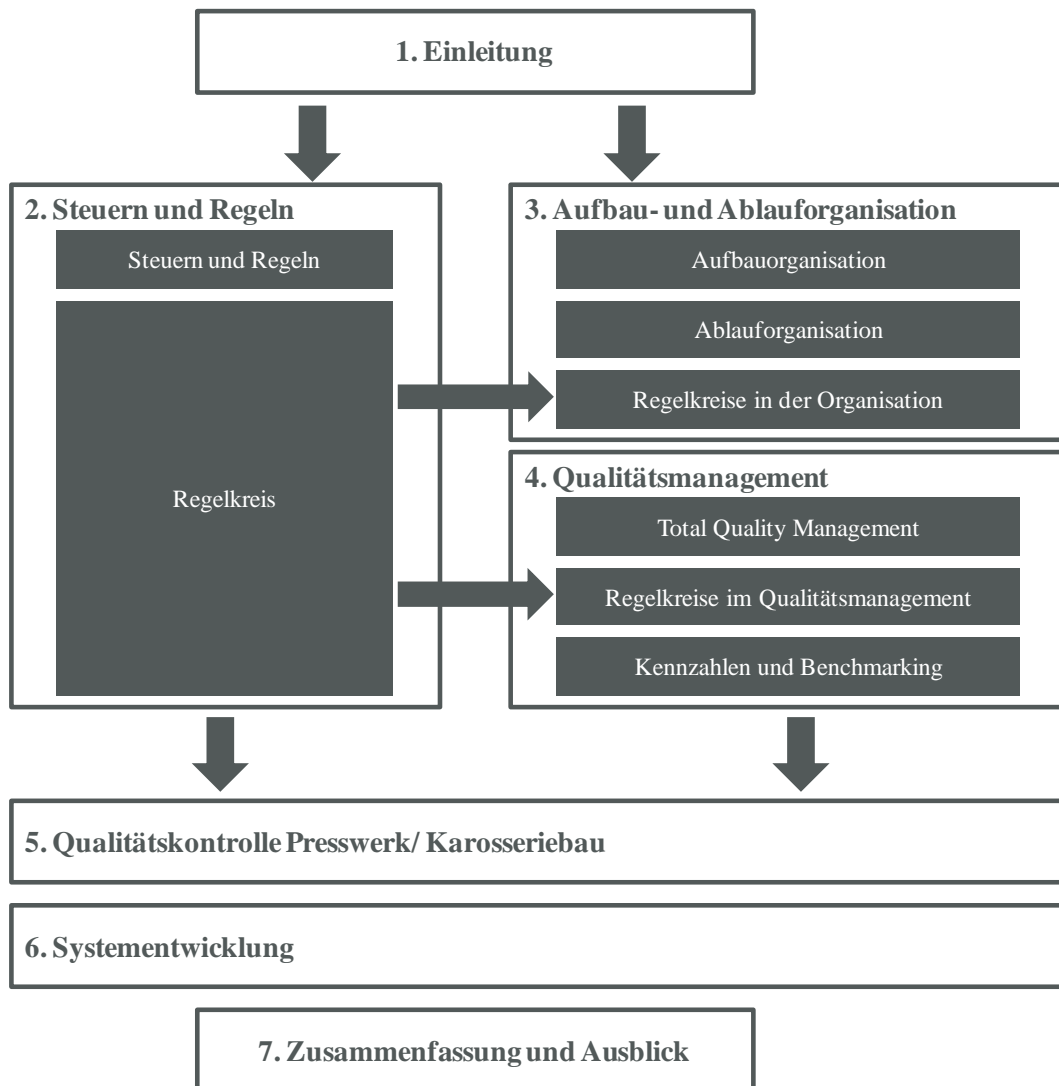 1. Einleitung
2. Steuern und Regeln
Steuern und Regeln
Regelkreis
3. Aufbau- und Ablauforganisation
Aufbauorganisation
Ablauforganisation
Regelkreise in der Organisation
4. Qualitätsmanagement
Total Quality Management
Regelkreise im Qualitätsmanagement
Kennzahlen und Benchmarking
5. Qualitätskontrolle Presswerk/ Karosseriebau
6. Systementwicklung
7. Zusammenfassung und Ausblick